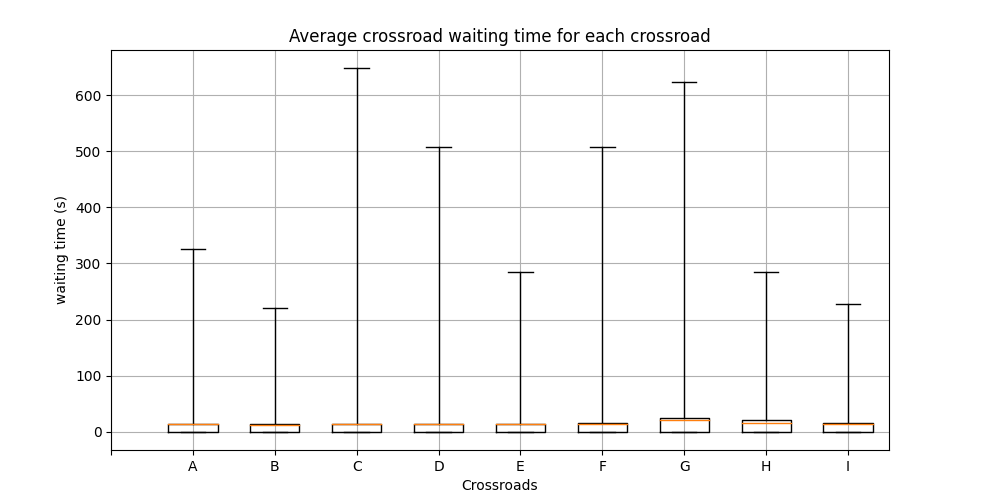 Average crossroad waiting time for each crossroad
waiting time (s)
600
500
400
300
200
100
0
A B C D E F G H I
Crossroads